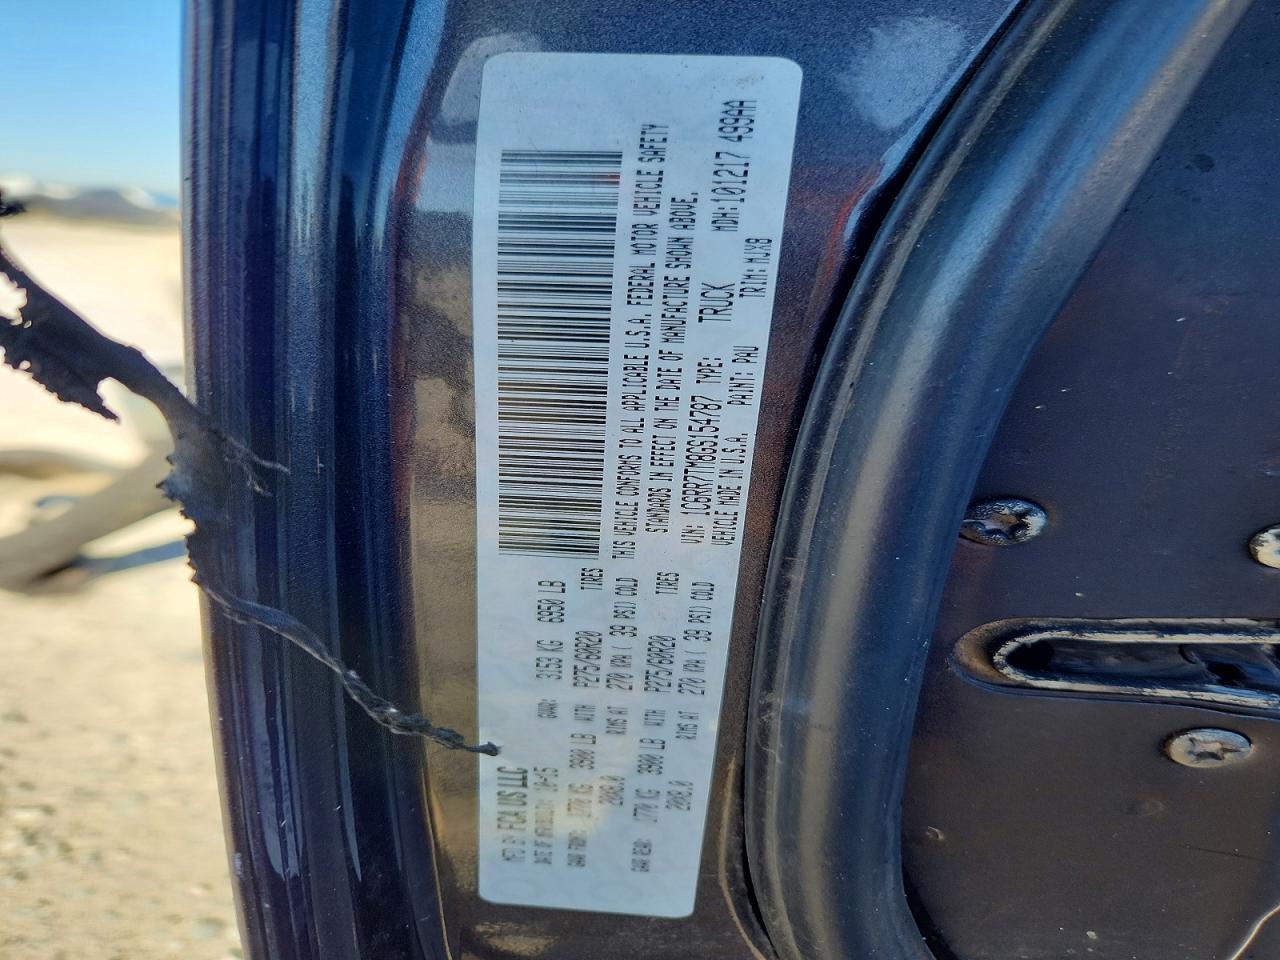 MFD BY FCA US LLC
DATE OF MFR 10-15 GVWR: 3153 KG 6950 LB
GAWR FRONT: 1770 KG 3900 LB WITH P275/60R20 TIRES
20X8.0 RIMS AT 270 KPA ( 39 PSI) COLD
GAWR REAR: 1770 KG 3900 LB WITH P275/60R20 TIRES
20X8.0 RIMS AT 270 KPA ( 39 PSI) COLD
THIS VEHICLE CONFORMS TO ALL APPLICABLE U.S.A. FEDERAL MOTOR VEHICLE SAFETY
STANDARDS IN EFFECT ON THE DATE OF MANUFACTURE SHOWN ABOVE.
VIN: 1C6RR7TM8GS154787 TYPE: TRUCK MDH:101217 499AA
VEHICLE MADE IN U.S.A. PAINT: PAU TRIM: MJX8